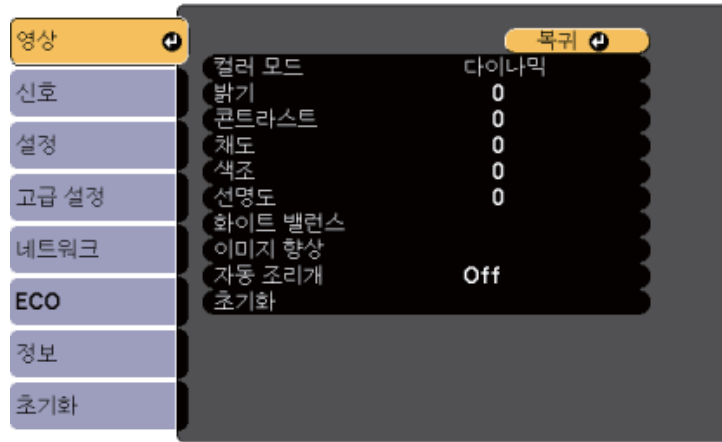 영상
신호
설정
고급 설정
네트워크
ECO
정보
초기화
복귀
컬러 모드 다이나믹
밝기 0
콘트라스트 0
채도 0
색조 0
선명도 0
화이트 밸런스
이미지 향상
자동 조리개 Off
초기화